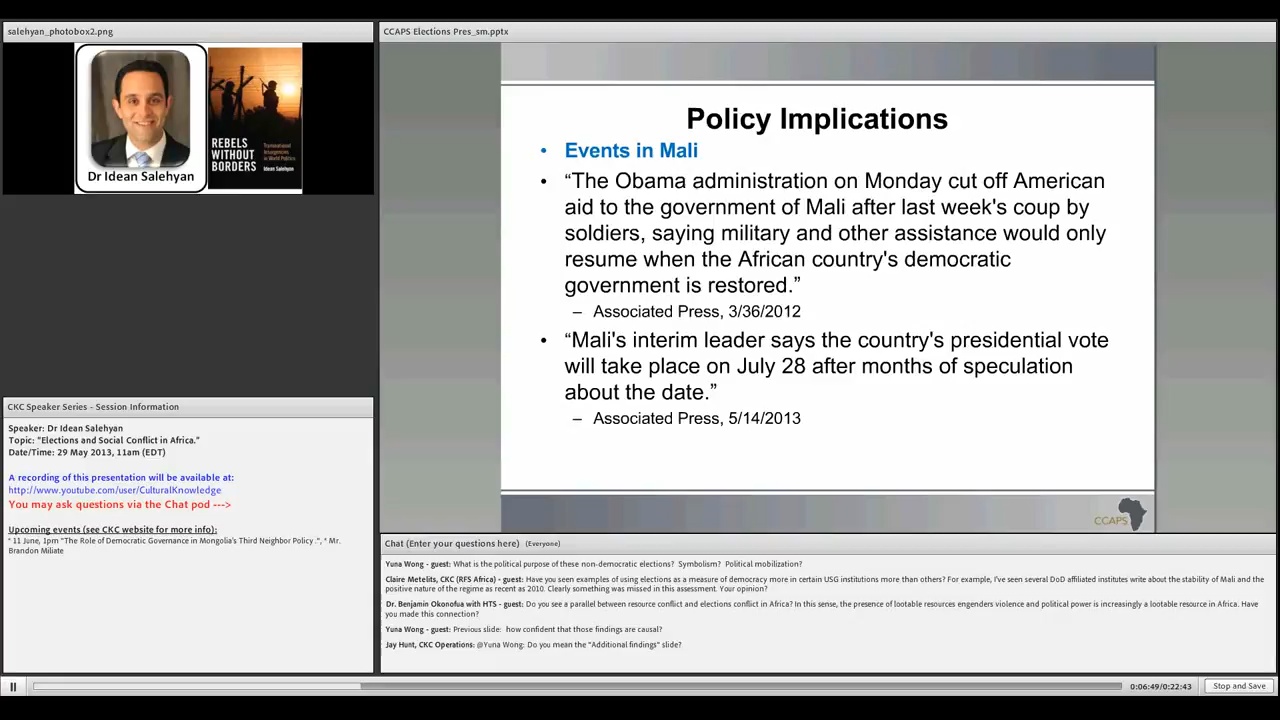 salehyan_photobox2.png
Dr Idean Salehyan
REBELS
WITHOUT
BORDERS
Transnational
Insurgencies
in World Politics
Idean Salehyan
CKC Speaker Series - Session Information
Speaker: Dr Idean Salehyan
Topic: "Elections and Social Conflict in Africa."
Date/Time: 29 May 2013, 11am (EDT)
A recording of this presentation will be available at:
http://www.youtube.com/user/CulturalKnowledge
You may ask questions via the Chat pod --->
Upcoming events (see CKC website for more info):
* 11 June, 1pm "The Role of Democratic Governance in Mongolia's Third Neighbor Policy .", * Mr.
Brandon Miliate
CCAPS Elections Pres_sm.pptx
Policy Implications
• Events in Mali
• “The Obama administration on Monday cut off American
aid to the government of Mali after last week's coup by
soldiers, saying military and other assistance would only
resume when the African country's democratic
government is restored.”
– Associated Press, 3/36/2012
• “Mali's interim leader says the country's presidential vote
will take place on July 28 after months of speculation
about the date.”
– Associated Press, 5/14/2013
CCAPS
Chat (Enter your questions here) (Everyone)
Yuna Wong - guest: What is the political purpose of these non-democratic elections? Symbolism? Political mobilization?
Claire Metelits, CKC (RFS Africa) - guest: Have you seen examples of using elections as a measure of democracy more in certain USG institutions more than others? For example, I've seen several DoD affiliated institutes write about the stability of Mali and the
positive nature of the regime as recent as 2010. Clearly something was missed in this assessment. Your opinion?
Dr. Benjamin Okonofua with HTS - guest: Do you see a parallel between resource conflict and elections conflict in Africa? In this sense, the presence of lootable resources engenders violence and political power is increasingly a lootable resource in Africa. Have
you made this connection?
Yuna Wong - guest: Previous slide: how confident that those findings are causal?
Jay Hunt, CKC Operations: @Yuna Wong: Do you mean the "Additional findings" slide?
0:06:49/0:22:43
Stop and Save